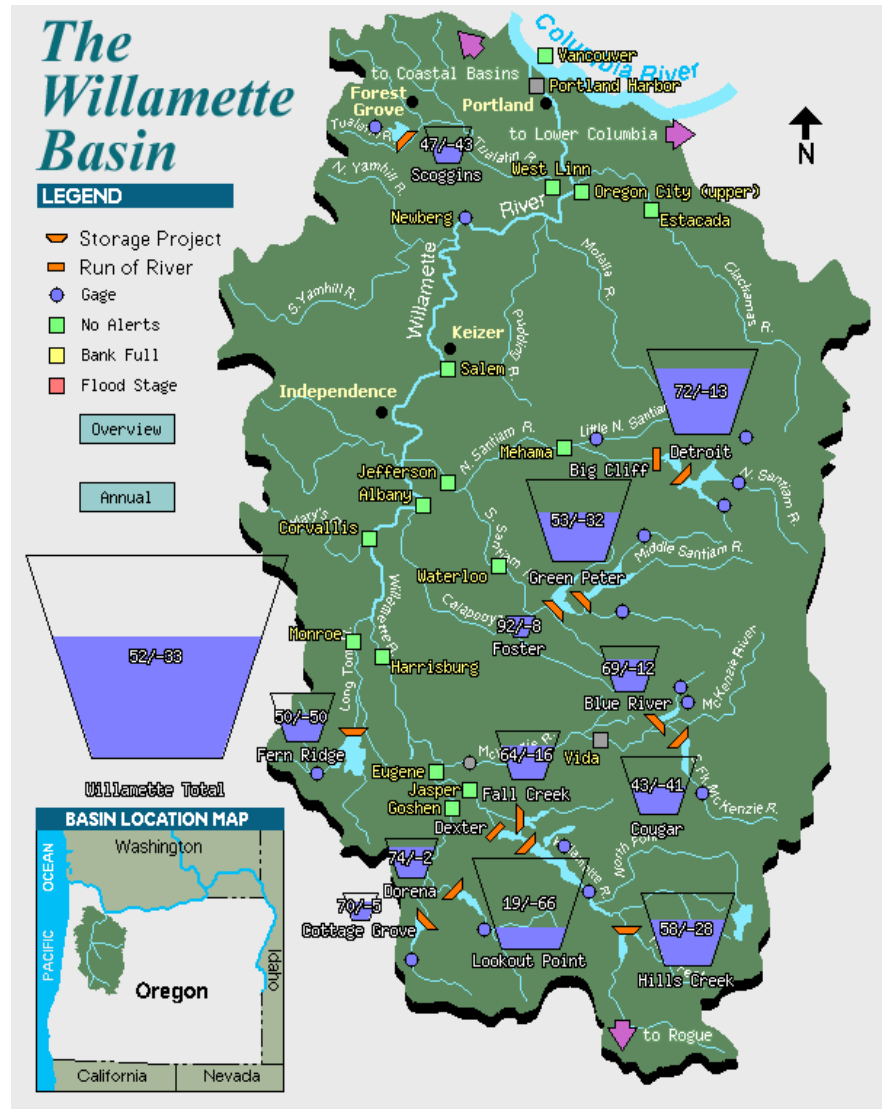 The
Willamette
Basin
LEGEND
Storage Project
Run of River
Gage
No Alerts
Bank Full
Flood Stage
Overview
Annual
Columbia River
Vancouver
to Coastal Basins
Portland Harbor
Forest
Grove
Portland
to Lower Columbia
N
Tualatin R.
47/-43
Scoggins
Tualatin R.
N. Yamhill R.
West Linn
Oregon City (upper)
River
Newberg
Estacada
Molalla R.
Willamette
Clackamas R.
S. Yamhill R.
Pudding R.
Keizer
Salem
Independence
72/-13
Little N. Santiam
N. Santiam R.
Mehama
Detroit
Big Cliff
Jefferson
N. Santiam R.
Albany
Mary's
53/-32
Corvallis
S. Santiam
Middle Santiam R.
Waterloo
Green Peter
Calapooya
92/-8
Foster
Willamette R.
52/-33
Monroe
Harrisburg
69/-12
Blue River
McKenzie River
Long Tom
50/-50
Fern Ridge
McKenzie R.
64/-16
Vida
Eugene
Willamette Total
Jasper
Fall Creek
43/-41
Goshen
McKenzie R.
Cougar
Dexter
Willamette R.
North Fork
74/-2
Dorena
70/-5
Cottage Grove
19/-66
Lookout Point
58/-28
Hills Creek
to Rogue
BASIN LOCATION MAP
Washington
OCEAN
PACIFIC
Oregon
Idaho
California
Nevada